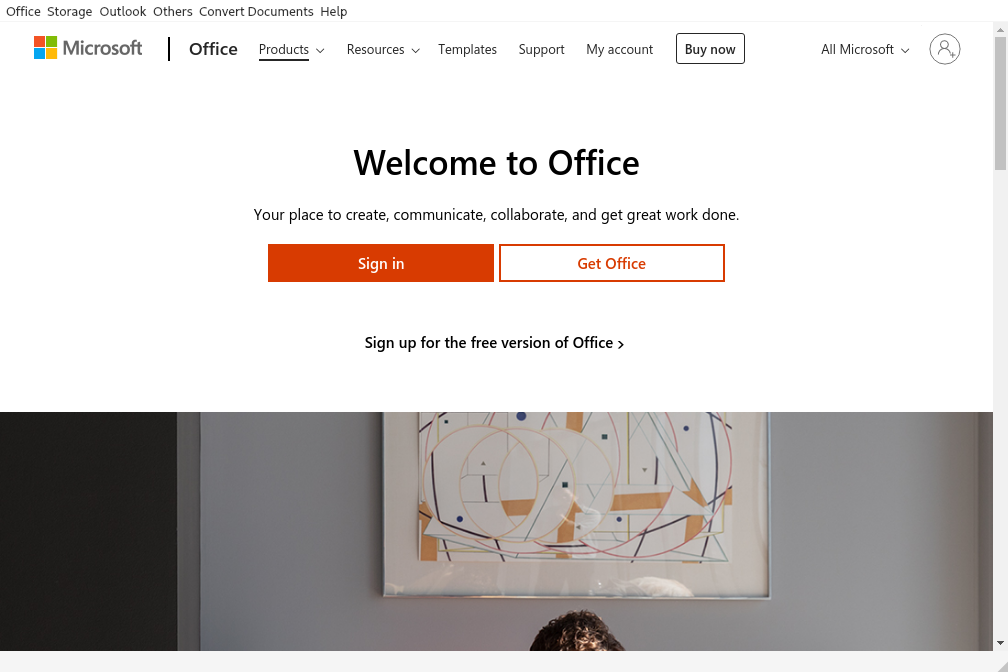 Office Storage Outlook Others Convert Documents Help
Microsoft Office Products Resources Templates Support My account Buy now All Microsoft
Welcome to Office
Your place to create, communicate, collaborate, and get great work done.
Sign in Get Office
Sign up for the free version of Office >